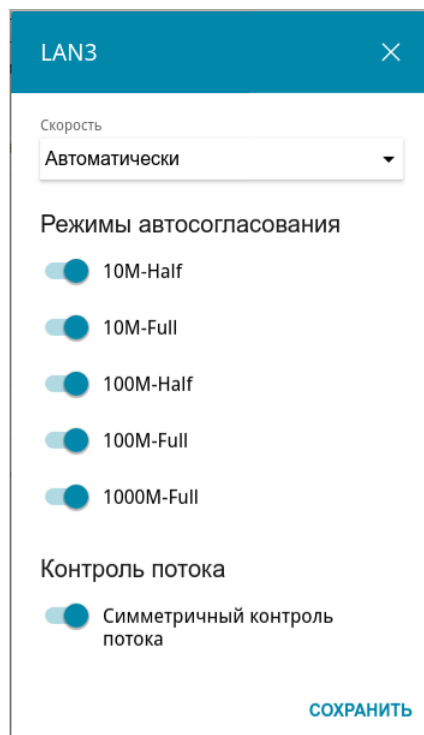 LAN3
Скорость
Автоматически
Режимы автосогласования
10M-Half
10M-Full
100M-Half
100M-Full
1000M-Full
Контроль потока
Симметричный контроль
потока
СОХРАНИТЬ